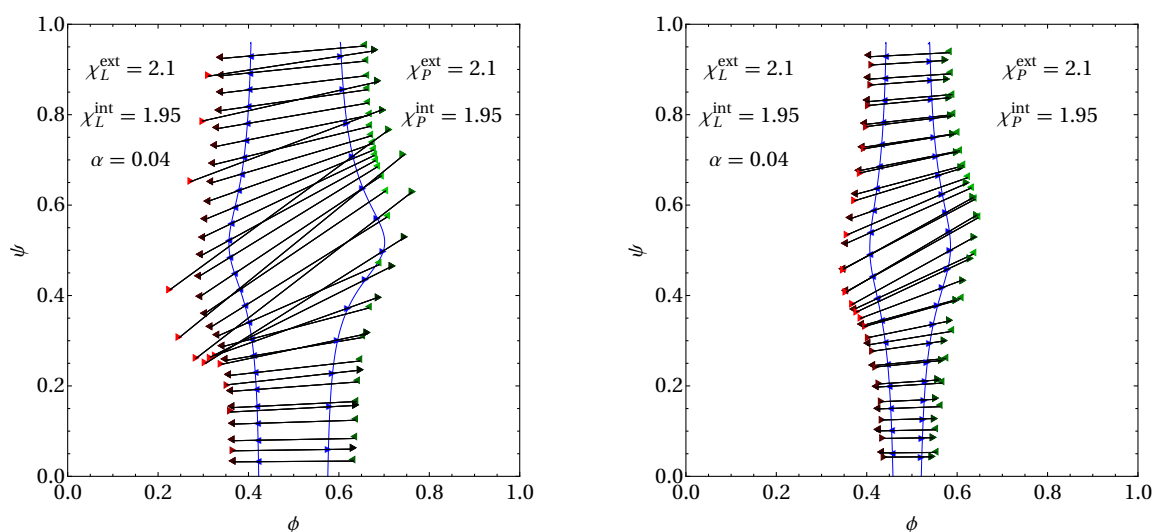 1.0
0.8
0.6
0.4
0.2
0.0
ψ
χ_L^ext = 2.1
χ_P^ext = 2.1
χ_L^int = 1.95
χ_P^int = 1.95
α = 0.04
0.0 0.2 0.4 0.6 0.8 1.0
ϕ
1.0
0.8
0.6
0.4
0.2
0.0
ψ
χ_L^ext = 2.1
χ_P^ext = 2.1
χ_L^int = 1.95
χ_P^int = 1.95
α = 0.04
0.0 0.2 0.4 0.6 0.8 1.0
ϕ